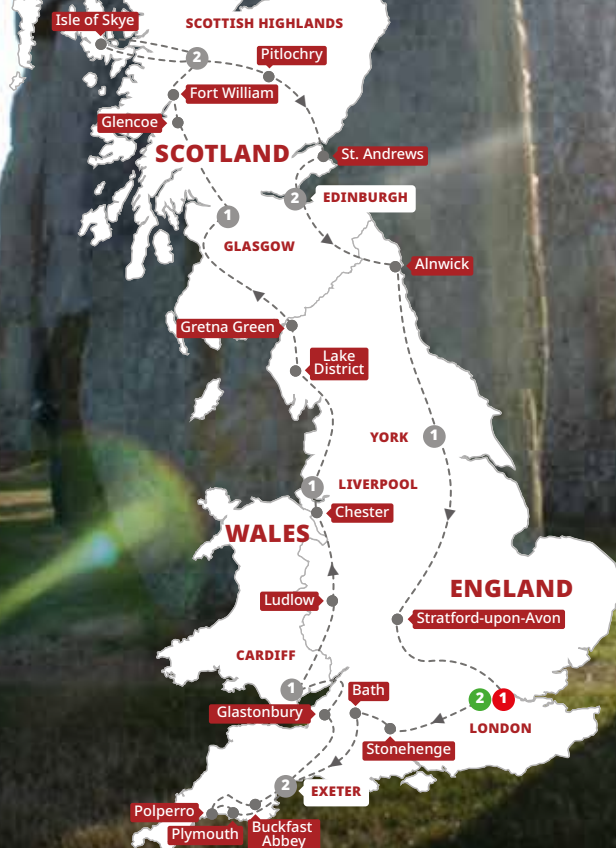 Isle of Skye
SCOTTISH HIGHLANDS
2
Pitlochry
Fort William
Glencoe
SCOTLAND
St. Andrews
2
EDINBURGH
1
GLASGOW
Alnwick
Gretna Green
Lake
District
YORK
1
1
LIVERPOOL
Chester
WALES
ENGLAND
Ludlow
Stratford-upon-Avon
CARDIFF
1
Bath
2
1
Glastonbury
LONDON
Stonehenge
2
EXETER
Polperro
Plymouth
Buckfast
Abbey